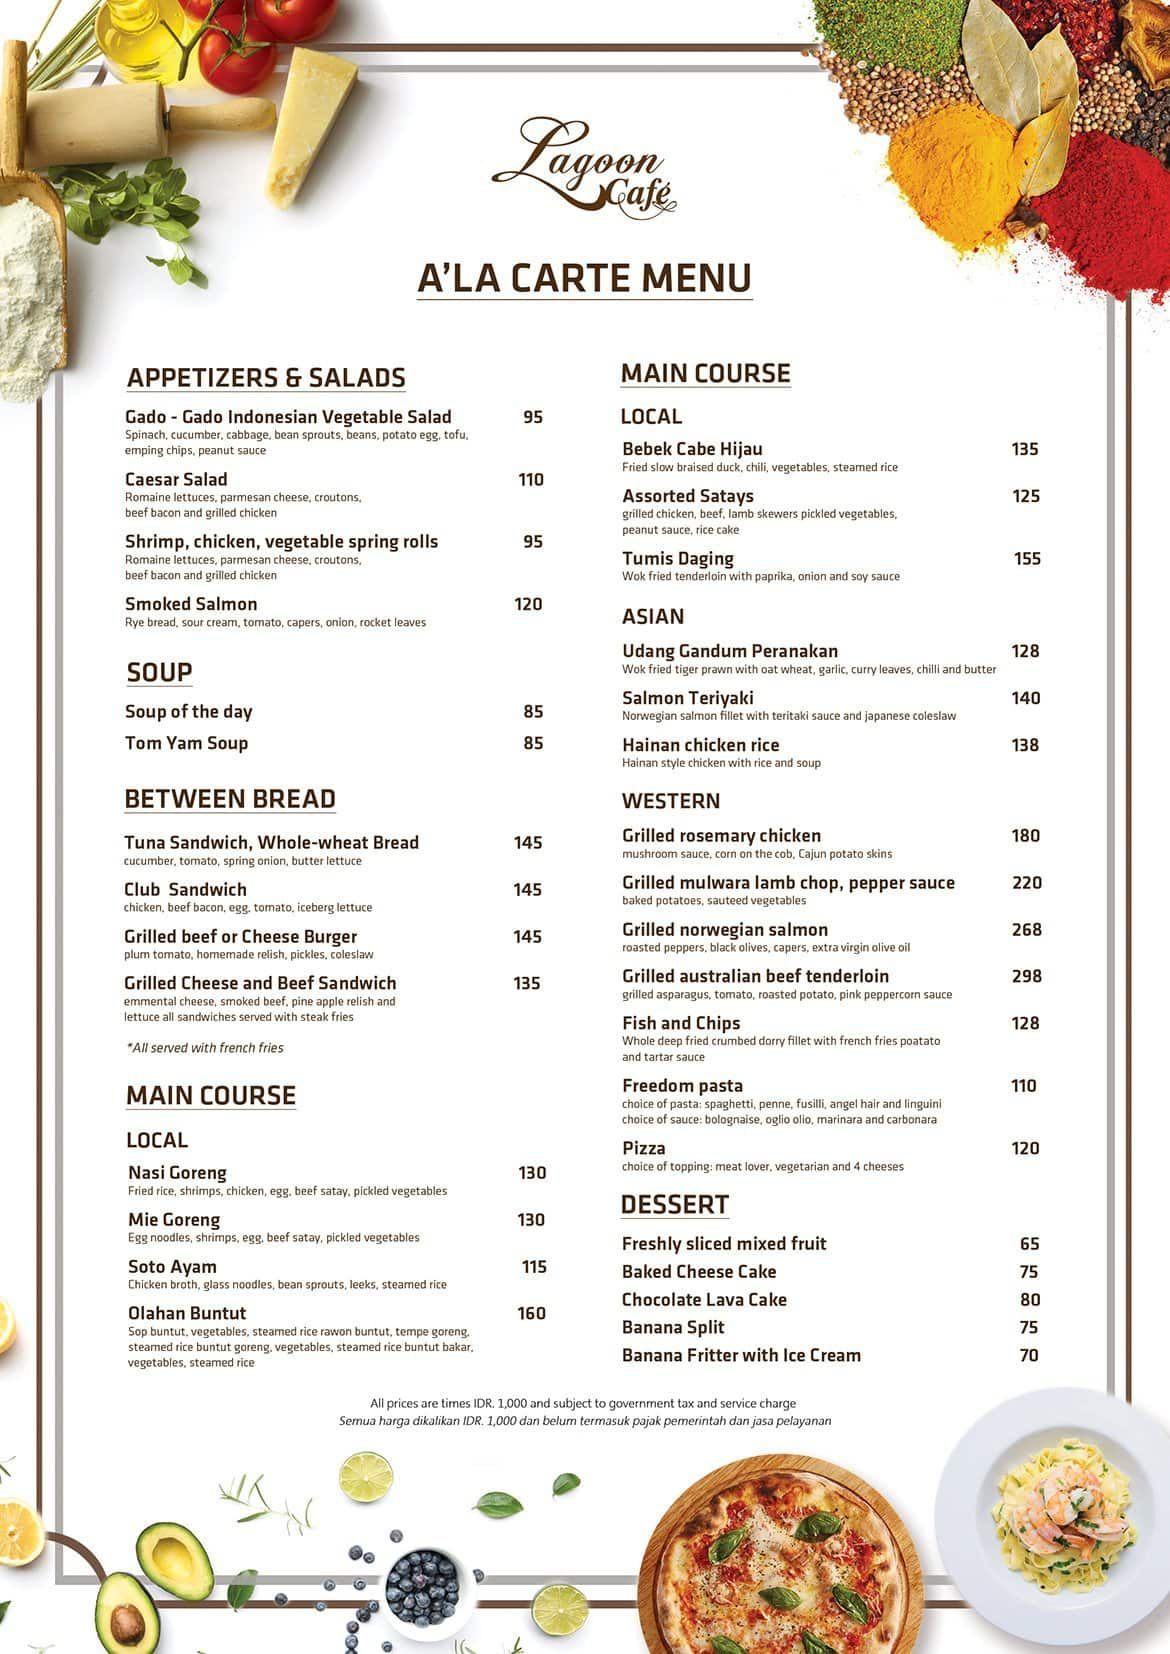 Lagoon
Café
A'LA CARTE MENU
APPETIZERS & SALADS
Gado - Gado Indonesian Vegetable Salad 95
Spinach, cucumber, cabbage, bean sprouts, beans, potato egg, tofu,
emping chips, peanut sauce
Caesar Salad 110
Romaine lettuces, parmesan cheese, croutons,
beef bacon and grilled chicken
Shrimp, chicken, vegetable spring rolls 95
Romaine lettuces, parmesan cheese, croutons,
beef bacon and grilled chicken
Smoked Salmon 120
Rye bread, sour cream, tomato, capers, onion, rocket leaves
SOUP
Soup of the day 85
Tom Yam Soup 85
BETWEEN BREAD
Tuna Sandwich, Whole-wheat Bread 145
cucumber, tomato, spring onion, butter lettuce
Club Sandwich 145
chicken, beef bacon, egg, tomato, iceberg lettuce
Grilled beef or Cheese Burger 145
plum tomato, homemade relish, pickles, coleslaw
Grilled Cheese and Beef Sandwich 135
emmental cheese, smoked beef, pine apple relish and
lettuce all sandwiches served with steak fries
*All served with french fries
MAIN COURSE
LOCAL
Nasi Goreng 130
Fried rice, shrimps, chicken, egg, beef satay, pickled vegetables
Mie Goreng 130
Egg noodles, shrimps, egg, beef satay, pickled vegetables
Soto Ayam 115
Chicken broth, glass noodles, bean sprouts, leeks, steamed rice
Olahan Buntut 160
Sop buntut, vegetables, steamed rice rawon buntut, tempe goreng,
steamed rice buntut goreng, vegetables, steamed rice buntut bakar,
vegetables, steamed rice
MAIN COURSE
LOCAL
Bebek Cabe Hijau 135
Fried slow braised duck, chili, vegetables, steamed rice
Assorted Satays 125
grilled chicken, beef, lamb skewers pickled vegetables,
peanut sauce, rice cake
Tumis Daging 155
Wok fried tenderloin with paprika, onion and soy sauce
ASIAN
Udang Gandum Peranakan 128
Wok fried tiger prawn with oat wheat, garlic, curry leaves, chilli and butter
Salmon Teriyaki 140
Norwegian salmon fillet with teritaki sauce and japanese coleslaw
Hainan chicken rice 138
Hainan style chicken with rice and soup
WESTERN
Grilled rosemary chicken 180
mushroom sauce, corn on the cob, Cajun potato skins
Grilled mulwara lamb chop, pepper sauce 220
baked potatoes, sauteed vegetables
Grilled norwegian salmon 268
roasted peppers, black olives, capers, extra virgin olive oil
Grilled australian beef tenderloin 298
grilled asparagus, tomato, roasted potato, pink peppercorn sauce
Fish and Chips 128
Whole deep fried crumbed dorry fillet with french fries poatato
and tartar sauce
Freedom pasta 110
choice of pasta: spaghetti, penne, fusilli, angel hair and linguini
choice of sauce: bolognaise, oglio olio, marinara and carbonara
Pizza 120
choice of topping: meat lover, vegetarian and 4 cheeses
DESSERT
Freshly sliced mixed fruit 65
Baked Cheese Cake 75
Chocolate Lava Cake 80
Banana Split 75
Banana Fritter with Ice Cream 70
All prices are times IDR. 1,000 and subject to government tax and service charge
Semua harga dikalikan IDR. 1,000 dan belum termasuk pajak pemerintah dan jasa pelayanan